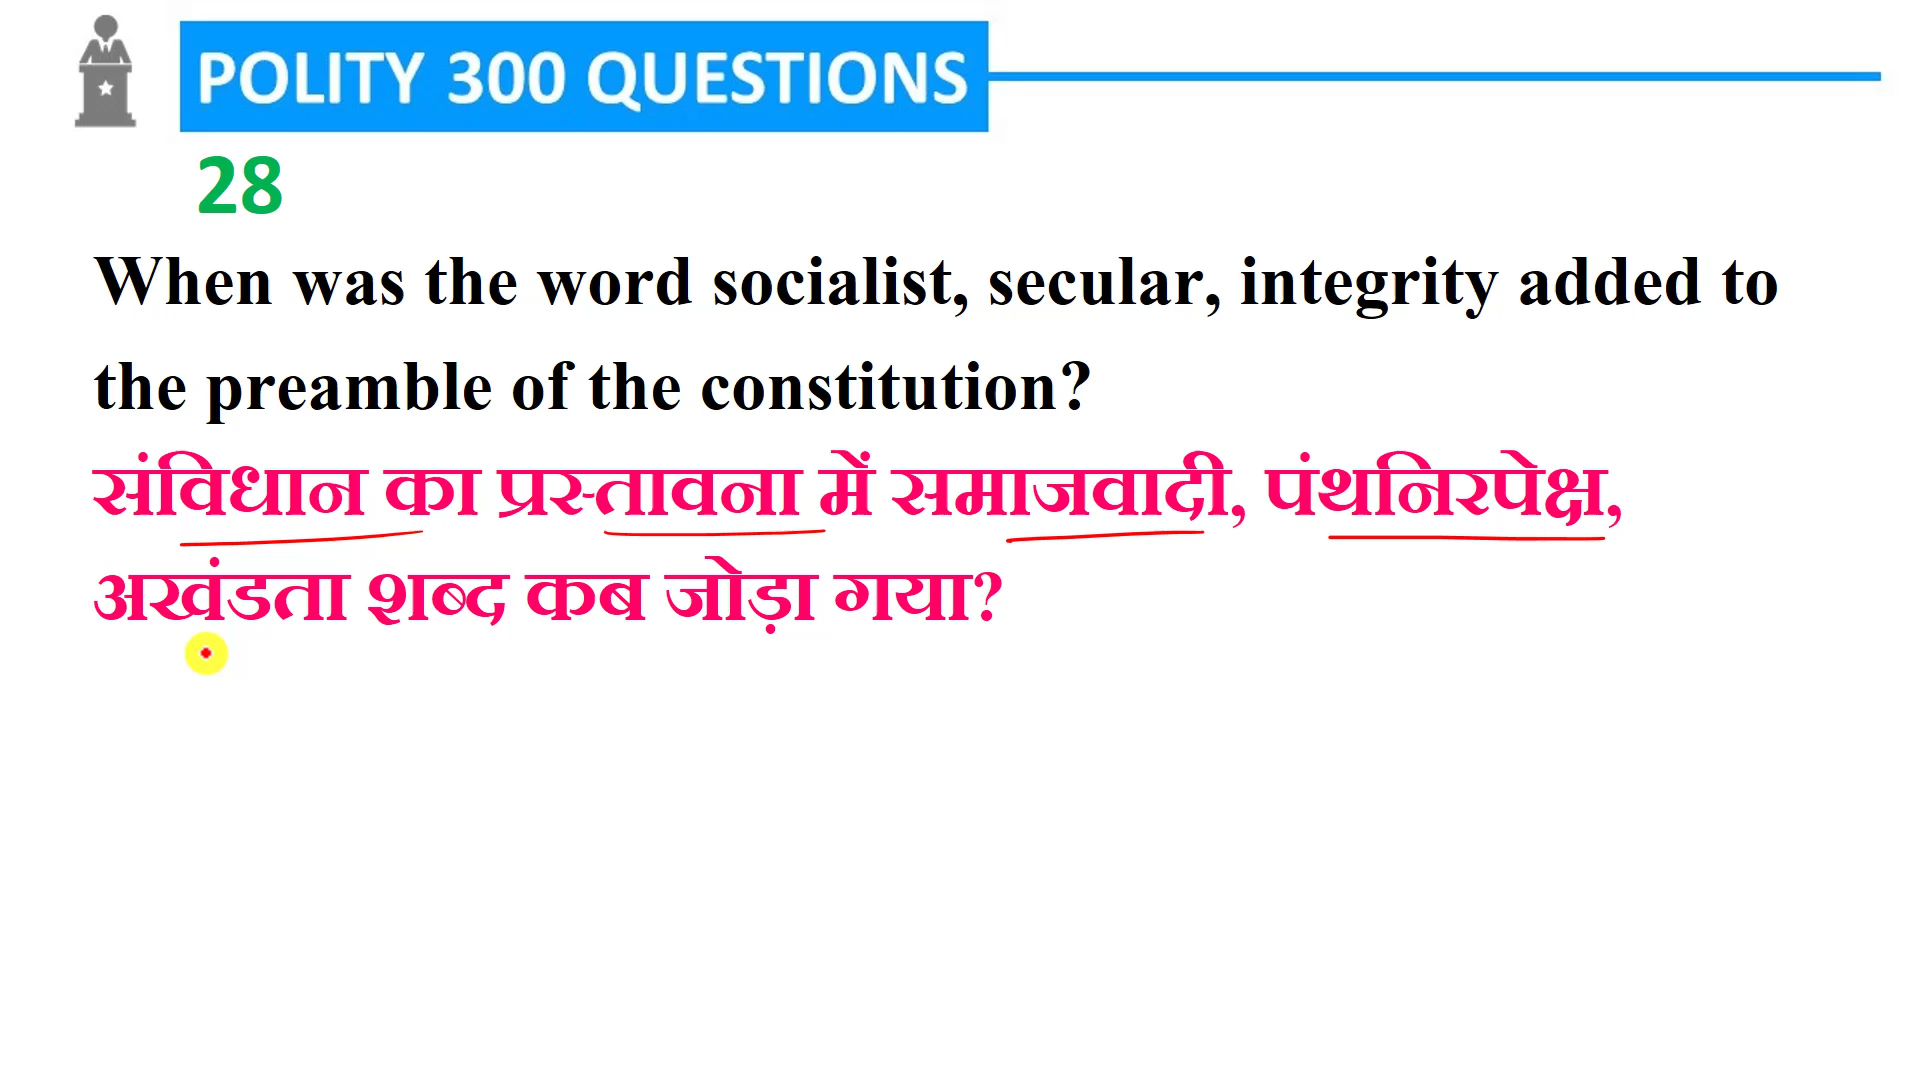 POLITY 300 QUESTIONS
28
When was the word socialist, secular, integrity added to
the preamble of the constitution?
संविधान का प्रस्तावना में समाजवादी, पंथनिरपेक्ष,
अखंडता शब्द कब जोड़ा गया?